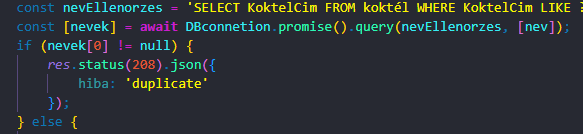 const nevEllenorzes = 'SELECT KoktelCim FROM koktél WHERE KoktelCim LIKE ?
const [nevek] = await DBconnetion.promise().query(nevEllenorzes, [nev]);
if (nevek[0] != null) {
res.status(208).json({
hiba: 'duplicate'
});
} else {